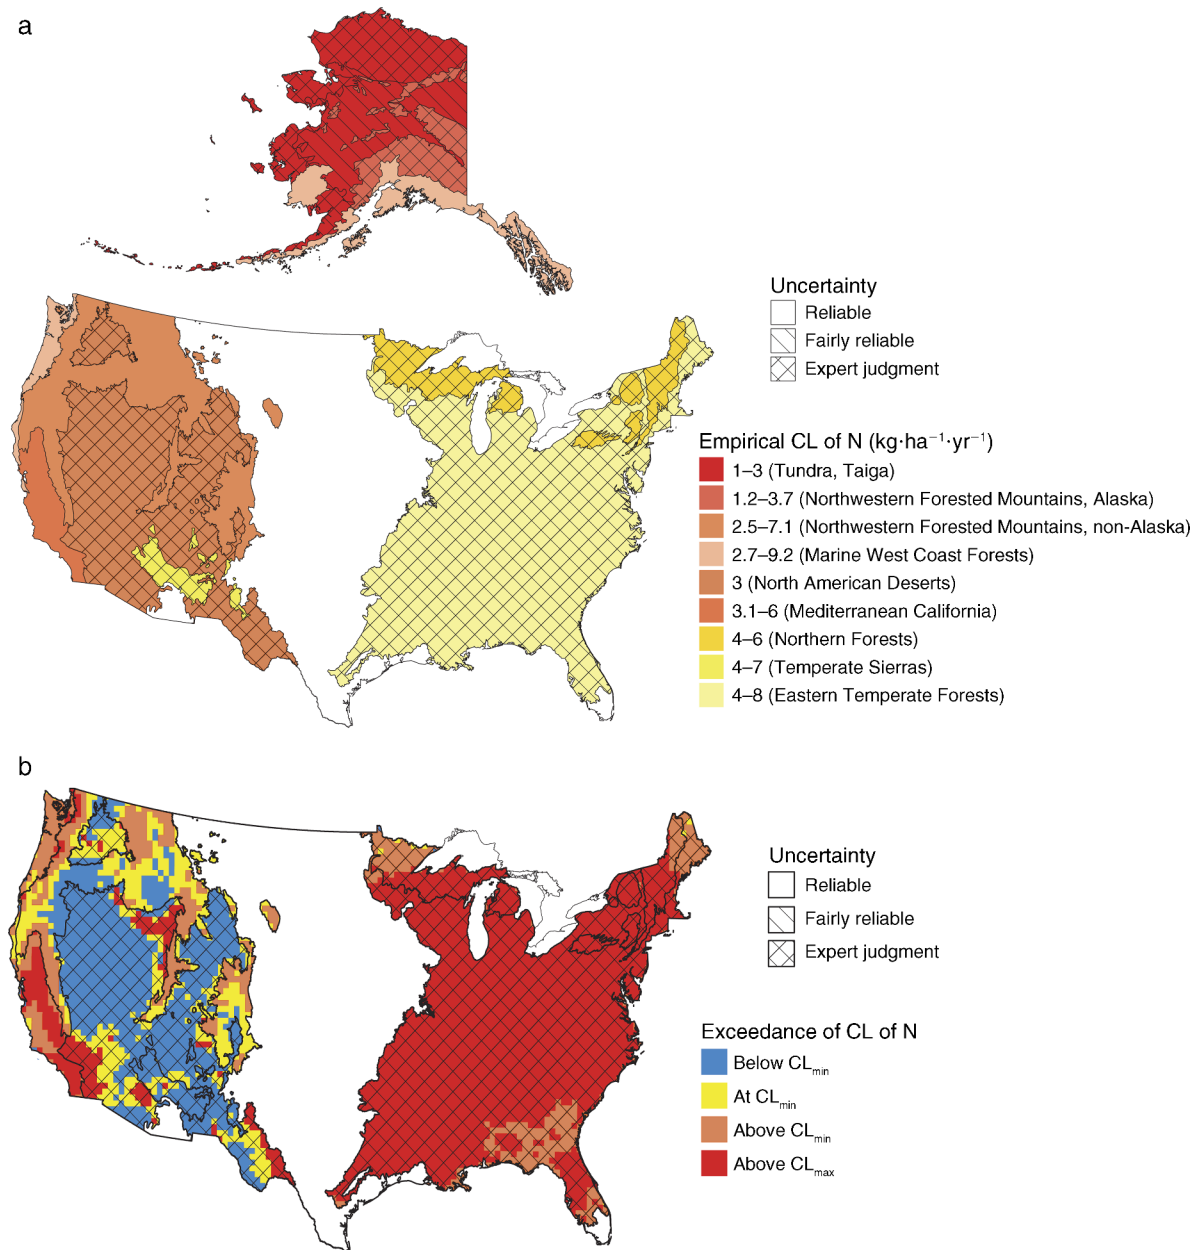 a
Uncertainty
Reliable
Fairly reliable
Expert judgment
Empirical CL of N (kg·ha⁻¹·yr⁻¹)
1–3 (Tundra, Taiga)
1.2–3.7 (Northwestern Forested Mountains, Alaska)
2.5–7.1 (Northwestern Forested Mountains, non-Alaska)
2.7–9.2 (Marine West Coast Forests)
3 (North American Deserts)
3.1–6 (Mediterranean California)
4–6 (Northern Forests)
4–7 (Temperate Sierras)
4–8 (Eastern Temperate Forests)
b
Uncertainty
Reliable
Fairly reliable
Expert judgment
Exceedance of CL of N
Below CLmin
At CLmin
Above CLmin
Above CLmax